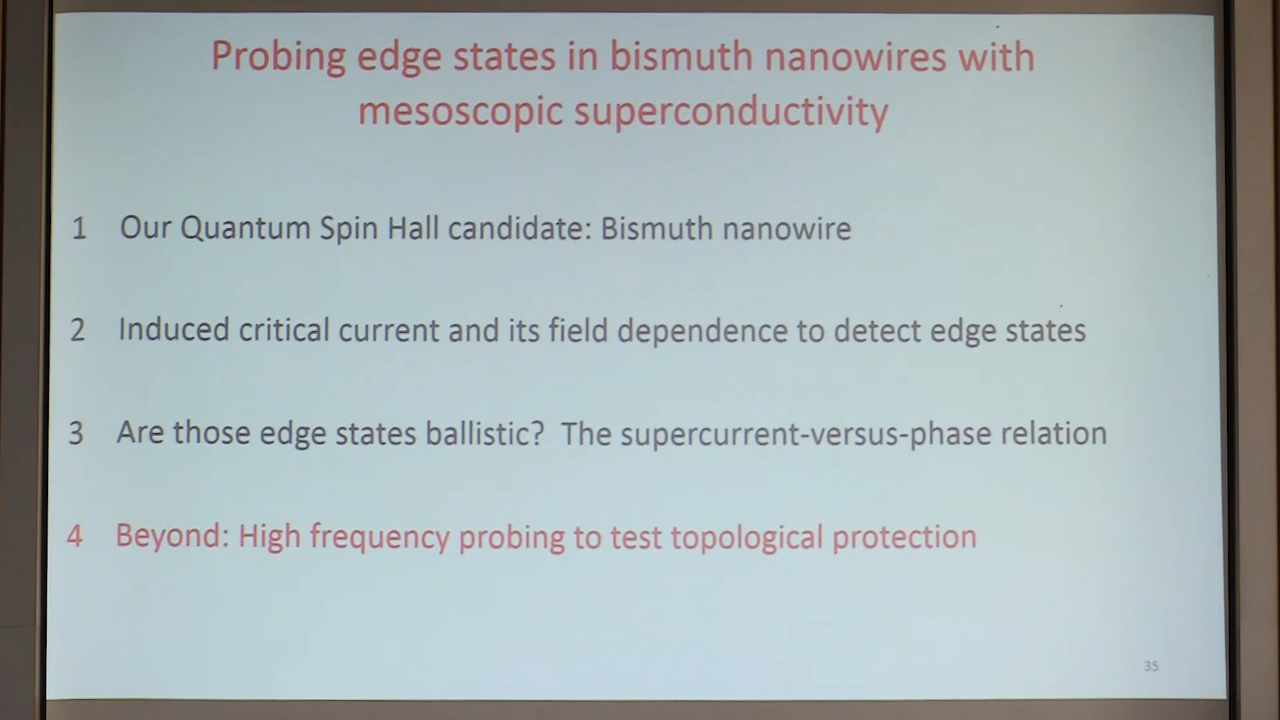 Probing edge states in bismuth nanowires with
mesoscopic superconductivity
1 Our Quantum Spin Hall candidate: Bismuth nanowire
2 Induced critical current and its field dependence to detect edge states
3 Are those edge states ballistic? The supercurrent-versus-phase relation
4 Beyond: High frequency probing to test topological protection
35